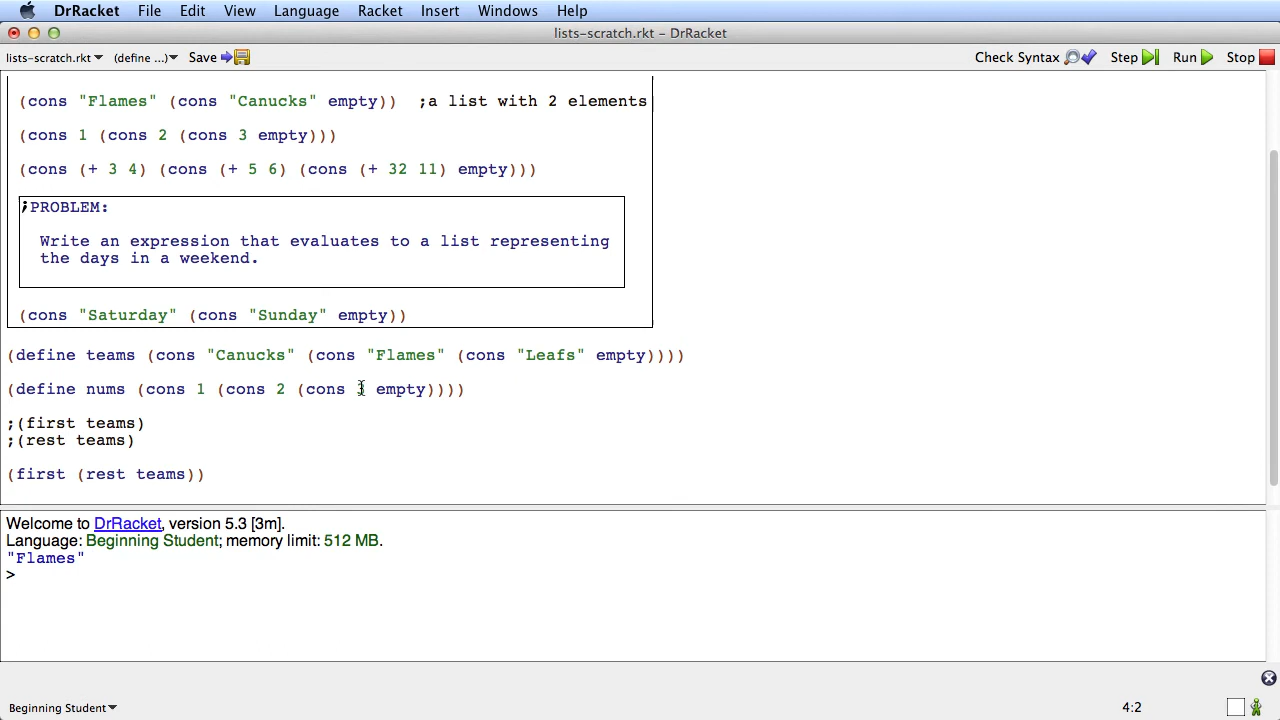 DrRacket File Edit View Language Racket Insert Windows Help
lists-scratch.rkt – DrRacket
lists-scratch.rkt (define ...) Save Check Syntax Step Run Stop
(cons "Flames" (cons "Canucks" empty)) ;a list with 2 elements
(cons 1 (cons 2 (cons 3 empty)))
(cons (+ 3 4) (cons (+ 5 6) (cons (+ 32 11) empty)))
;PROBLEM:
Write an expression that evaluates to a list representing
the days in a weekend.
(cons "Saturday" (cons "Sunday" empty))
(define teams (cons "Canucks" (cons "Flames" (cons "Leafs" empty))))
(define nums (cons 1 (cons 2 (cons 3 empty))))
;(first teams)
;(rest teams)
(first (rest teams))
Welcome to DrRacket, version 5.3 [3m].
Language: Beginning Student; memory limit: 512 MB.
"Flames"
>
Beginning Student 4:2